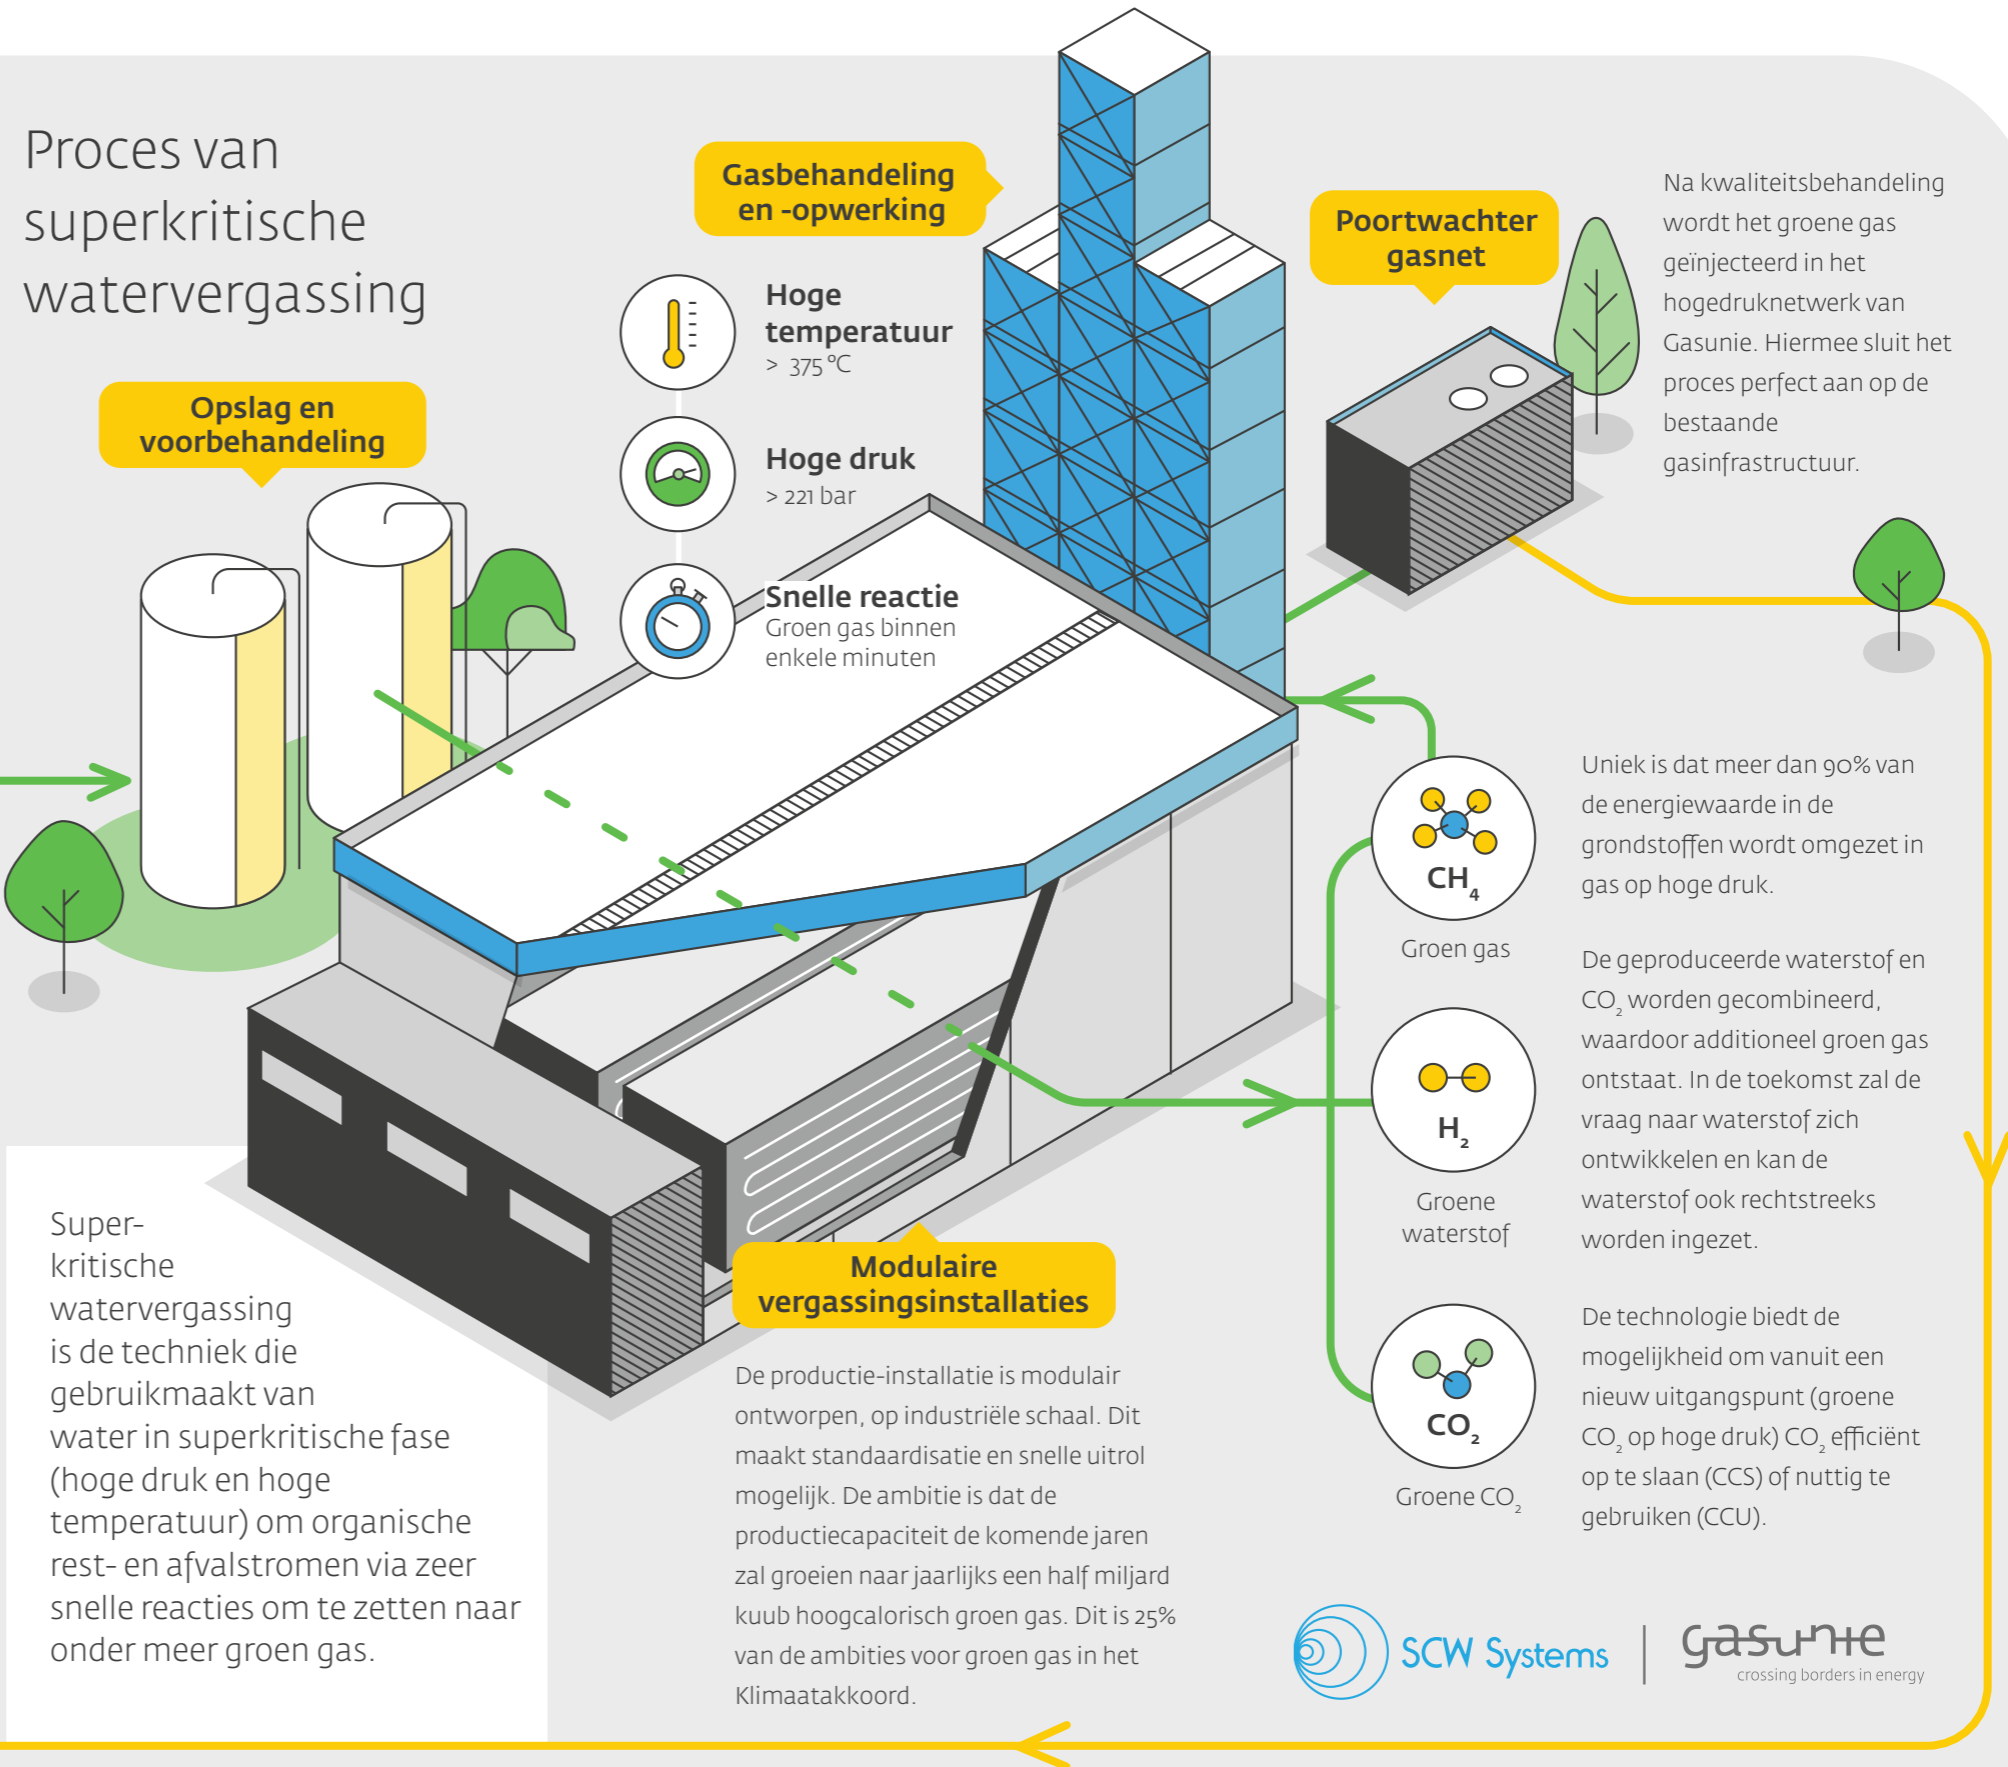 Proces van
superkritische
watervergassing
Opslag en
voorbehandeling
Gasbehandeling
en -opwerking
Hoge
temperatuur
> 375 °C
Hoge druk
> 221 bar
Snelle reactie
Groen gas binnen
enkele minuten
Poortwachter
gasnet
Na kwaliteitsbehandeling
wordt het groene gas
geïnjecteerd in het
hogedruknetwerk van
Gasunie. Hiermee sluit het
proces perfect aan op de
bestaande
gasinfrastructuur.
CH₄
Groen gas
Uniek is dat meer dan 90% van
de energiewaarde in de
grondstoffen wordt omgezet in
gas op hoge druk.
H₂
Groene
waterstof
De geproduceerde waterstof en
CO₂ worden gecombineerd,
waardoor additioneel groen gas
ontstaat. In de toekomst zal de
vraag naar waterstof zich
ontwikkelen en kan de
waterstof ook rechtstreeks
worden ingezet.
CO₂
Groene CO₂
De technologie biedt de
mogelijkheid om vanuit een
nieuw uitgangspunt (groene
CO₂ op hoge druk) CO₂ efficiënt
op te slaan (CCS) of nuttig te
gebruiken (CCU).
Super-
kritische
watervergassing
is de techniek die
gebruikmaakt van
water in superkritische fase
(hoge druk en hoge
temperatuur) om organische
rest- en afvalstromen via zeer
snelle reacties om te zetten naar
onder meer groen gas.
Modulaire
vergassingsinstallaties
De productie-installatie is modulair
ontworpen, op industriële schaal. Dit
maakt standaardisatie en snelle uitrol
mogelijk. De ambitie is dat de
productiecapaciteit de komende jaren
zal groeien naar jaarlijks een half miljard
kuub hoogcalorisch groen gas. Dit is 25%
van de ambities voor groen gas in het
Klimaatakkoord.
SCW Systems
gasunie
crossing borders in energy